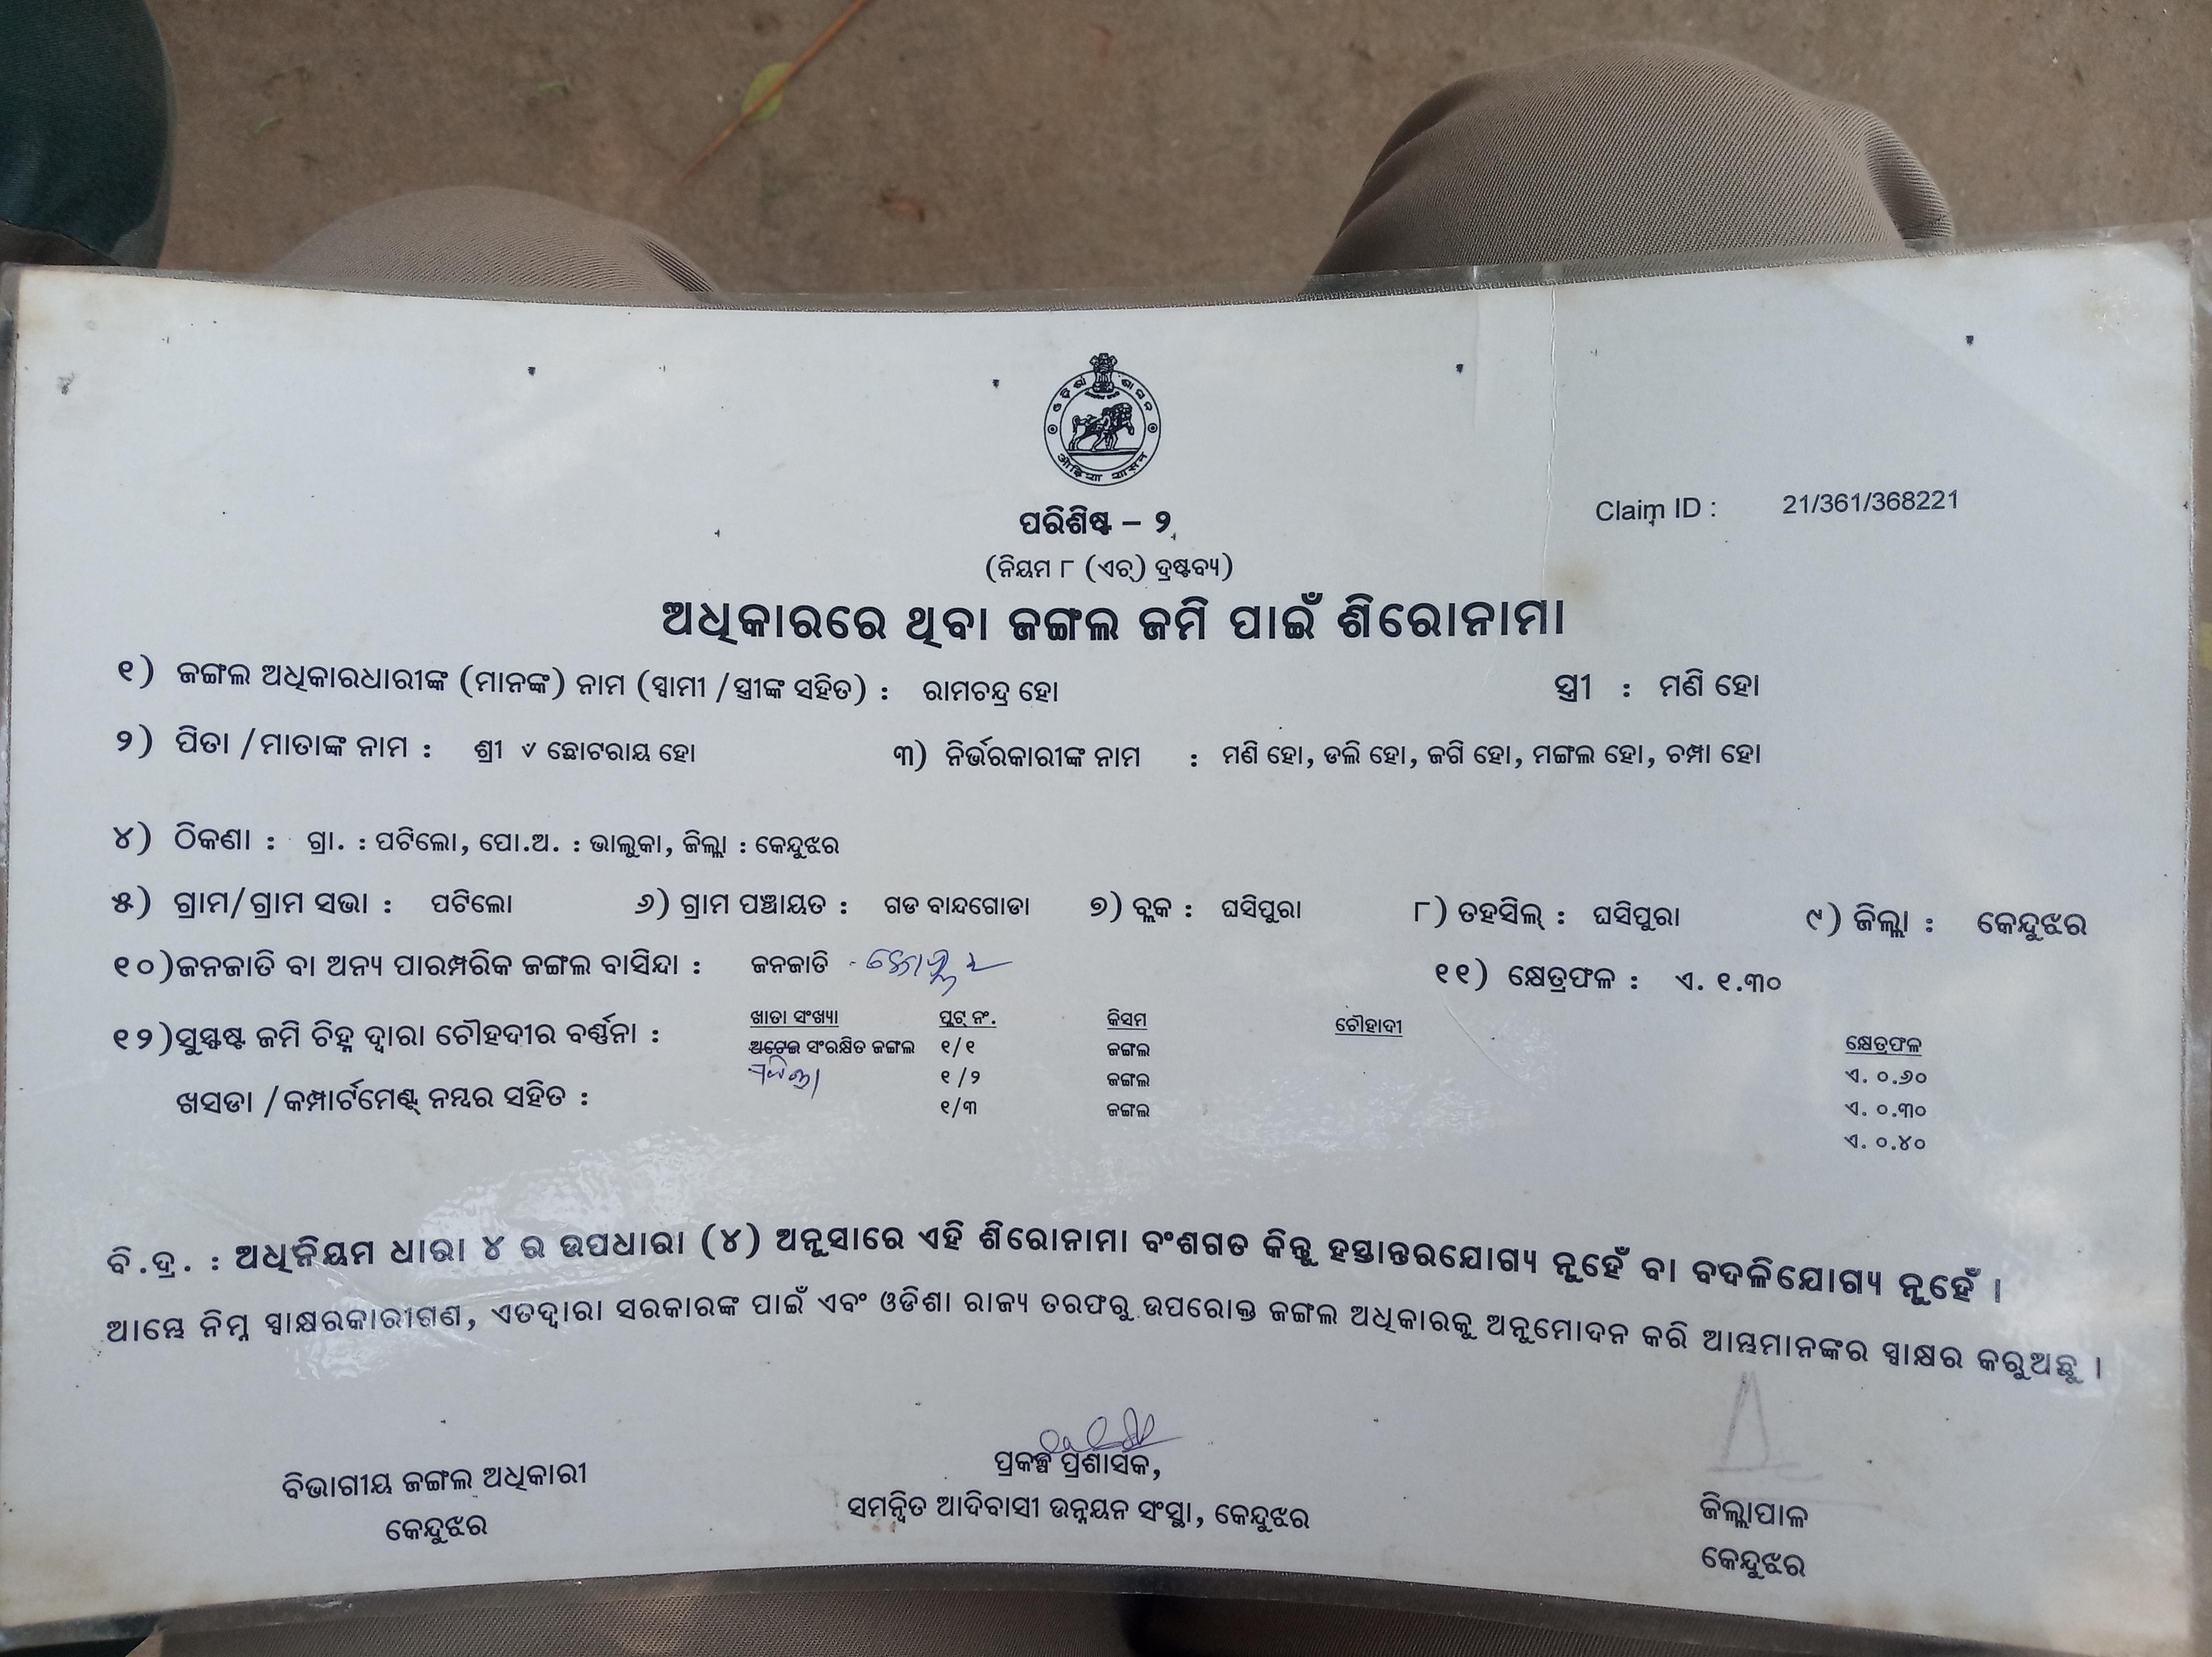 ଓଡ଼ିଶା ଶାସନ
ओड़िशा शासन
ପରିଶିଷ୍ଟ – ୨
Claim ID : 21/361/368221
(ନିୟମ ୮ (ଏଚ୍) ଦ୍ରଷ୍ଟବ୍ୟ)
ଅଧିକାରରେ ଥିବା ଜଙ୍ଗଲ ଜମି ପାଇଁ ଶିରୋନାମା
୧) ଜଙ୍ଗଲ ଅଧିକାରଧାରୀଙ୍କ (ମାନଙ୍କ) ନାମ (ସ୍ୱାମୀ /ସ୍ତ୍ରୀଙ୍କ ସହିତ) : ରାମଚନ୍ଦ୍ର ହୋ ସ୍ତ୍ରୀ : ମଣି ହୋ
୨) ପିତା /ମାତାଙ୍କ ନାମ : ଶ୍ରୀ ଛୋଟରାୟ ହୋ ୩) ନିର୍ଭରକାରୀଙ୍କ ନାମ : ମଣି ହୋ, ଡଲି ହୋ, ଜଗି ହୋ, ମଙ୍ଗଲ ହୋ, ଚମ୍ପା ହୋ
୪) ଠିକଣା : ଗ୍ରା. : ପଟିଲୋ, ପୋ.ଅ. : ଭାଲୁକା, ଜିଲ୍ଲା : କେନ୍ଦୁଝର
୫) ଗ୍ରାମ/ଗ୍ରାମ ସଭା : ପଟିଲୋ ୬) ଗ୍ରାମ ପଞ୍ଚାୟତ : ଗଡ ବାନ୍ଦଗୋଡା ୭) ବ୍ଲକ : ଘସିପୁରା ୮) ତହସିଲ୍ : ଘସିପୁରା ୯) ଜିଲ୍ଲା : କେନ୍ଦୁଝର
୧୦)ଜନଜାତି ବା ଅନ୍ୟ ପାରମ୍ପରିକ ଜଙ୍ଗଲ ବାସିନ୍ଦା : ଜନଜାତି ୧୧) କ୍ଷେତ୍ରଫଳ : ଏ. ୧.୩୦
୧୨)ସୁସ୍ପଷ୍ଟ ଜମି ଚିହ୍ନ ଦ୍ୱାରା ଚୌହଦୀର ବର୍ଣ୍ଣନା :
ଖସଡା /କମ୍ପାର୍ଟମେଣ୍ଟ୍ ନମ୍ବର ସହିତ :
ଖାତା ସଂଖ୍ୟା ପ୍ଲଟ୍ ନଂ. କିସମ ଚୌହାଦୀ କ୍ଷେତ୍ରଫଳ
ସଂରକ୍ଷିତ ଜଙ୍ଗଲ ୧/୧ ଜଙ୍ଗଲ ଏ. ୦.୬୦
୧/୨ ଜଙ୍ଗଲ ଏ. ୦.୩୦
୧/୩ ଜଙ୍ଗଲ ଏ. ୦.୪୦
ବି.ଦ୍ର. : ଅଧିନିୟମ ଧାରା ୪ ର ଉପଧାରା (୪) ଅନୁସାରେ ଏହି ଶିରୋନାମା ବଂଶଗତ କିନ୍ତୁ ହସ୍ତାନ୍ତରଯୋଗ୍ୟ ନୁହେଁ ବା ବଦଳିଯୋଗ୍ୟ ନୁହେଁ ।
ଆମ୍ଭେ ନିମ୍ନ ସ୍ୱାକ୍ଷରକାରୀଗଣ, ଏତଦ୍ୱାରା ସରକାରଙ୍କ ପାଇଁ ଏବଂ ଓଡିଶା ରାଜ୍ୟ ତରଫରୁ ଉପରୋକ୍ତ ଜଙ୍ଗଲ ଅଧିକାରକୁ ଅନୁମୋଦନ କରି ଆମ୍ଭମାନଙ୍କର ସ୍ୱାକ୍ଷର କରୁଅଛୁ ।
ବିଭାଗୀୟ ଜଙ୍ଗଲ ଅଧିକାରୀ
କେନ୍ଦୁଝର
ପ୍ରକଳ୍ପ ପ୍ରଶାସକ,
ସମନ୍ୱିତ ଆଦିବାସୀ ଉନ୍ନୟନ ସଂସ୍ଥା, କେନ୍ଦୁଝର
ଜିଲ୍ଲାପାଳ
କେନ୍ଦୁଝର